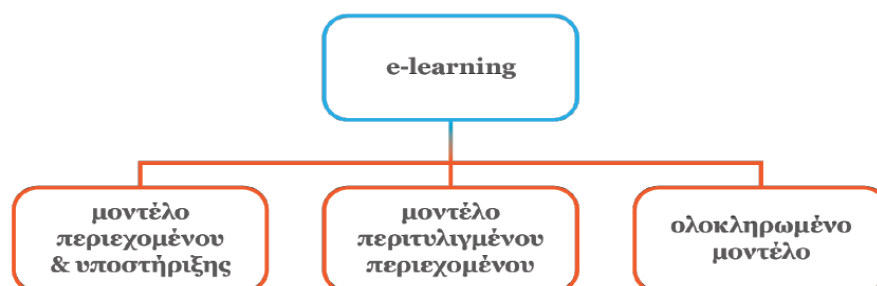 e-learning
μοντέλο
περιεχομένου
& υποστήριξης
μοντέλο
περιτυλιγμένου
περιεχομένου
ολοκληρωμένο
μοντέλο